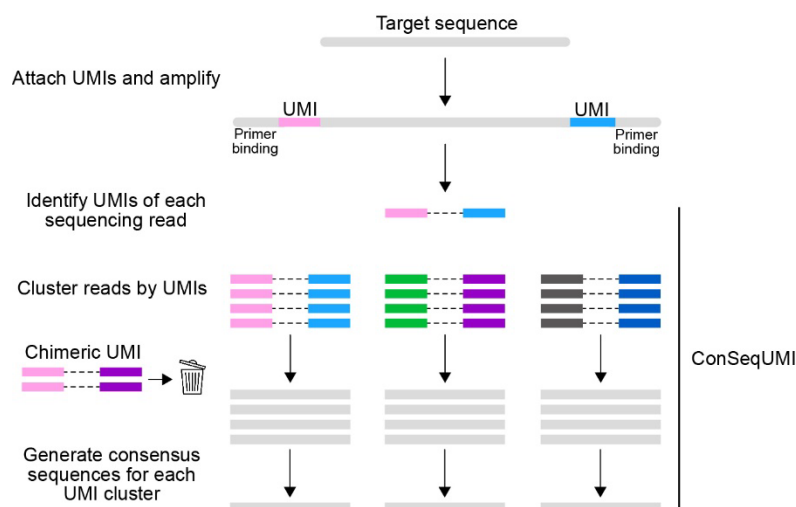 Target sequence
Attach UMIs and amplify
UMI
UMI
Primer
binding
Primer
binding
Identify UMIs of each
sequencing read
Cluster reads by UMIs
Chimeric UMI
ConSeqUMI
Generate consensus
sequences for each
UMI cluster